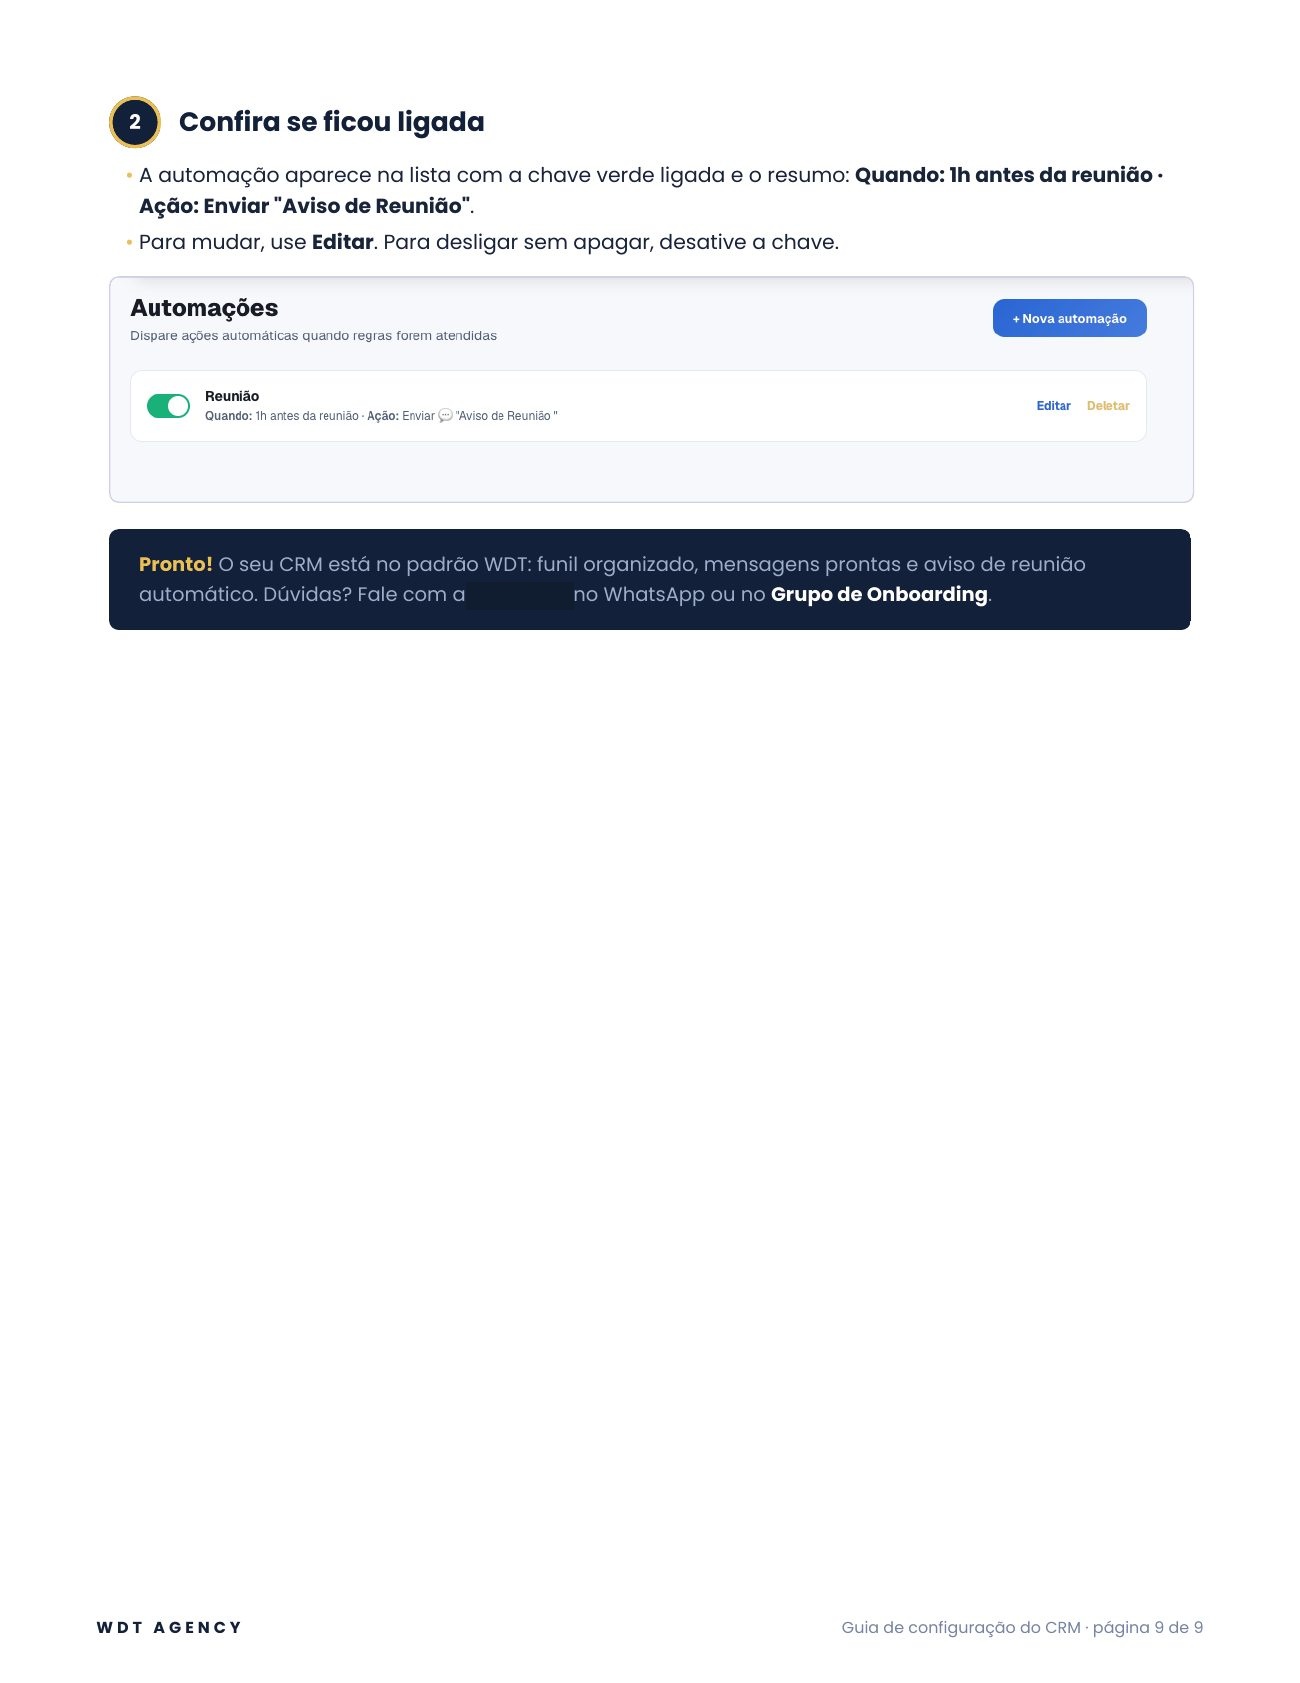 2
Confira se ficou ligada
• A automação aparece na lista com a chave verde ligada e o resumo: Quando: 1h antes da reunião ·
Ação: Enviar "Aviso de Reunião".
• Para mudar, use Editar. Para desligar sem apagar, desative a chave.
Automações
Dispare ações automáticas quando regras forem atendidas
+ Nova automação
Reunião
Quando: 1h antes da reunião · Ação: Enviar 💬 "Aviso de Reunião "
Editar Deletar
Pronto! O seu CRM está no padrão WDT: funil organizado, mensagens prontas e aviso de reunião
automático. Dúvidas? Fale com a no WhatsApp ou no Grupo de Onboarding.
WDT AGENCY
Guia de configuração do CRM · página 9 de 9